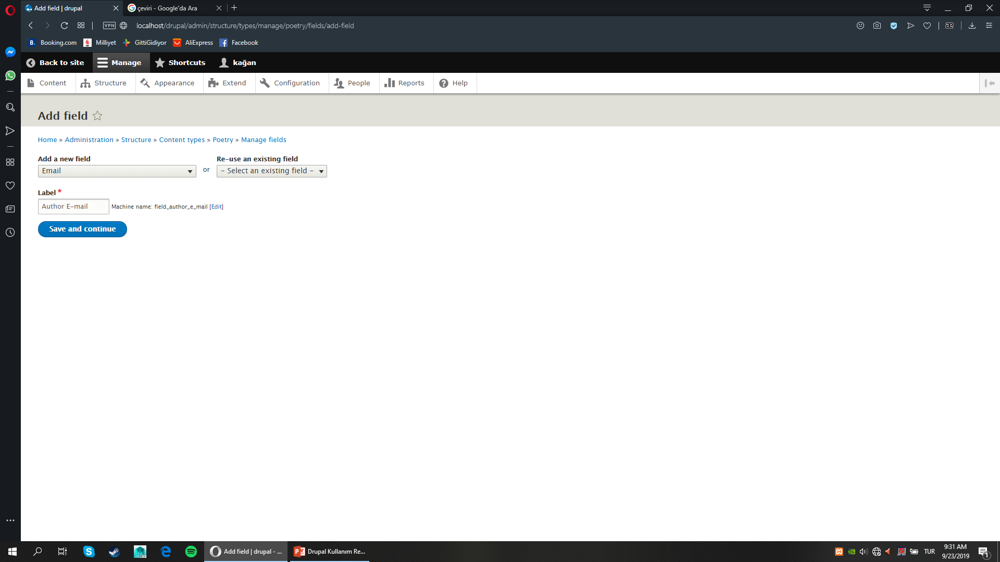 Add field | drupal
çeviri - Google'da Ara
VPN
localhost/drupal/admin/structure/types/manage/poetry/fields/add-field
B. Booking.com Milliyet GittiGidiyor AliExpress Facebook
Back to site Manage Shortcuts kağan
Content Structure Appearance Extend Configuration People Reports Help
Add field
Home » Administration » Structure » Content types » Poetry » Manage fields
Add a new field
Email
or
Re-use an existing field
- Select an existing field -
Label *
Author E-mail
Machine name: field_author_e_mail [Edit]
Save and continue
Add field | drupal - ...
Drupal Kullanım Re...
TUR
9:31 AM
9/23/2019
1